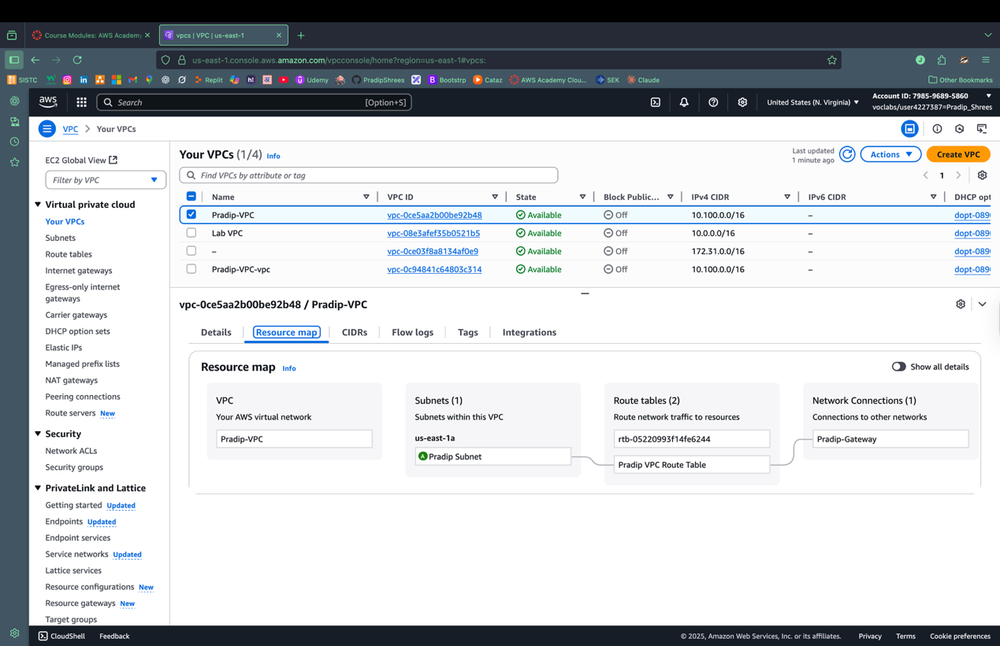 Course Modules: AWS Academy
vpcs | VPC | us-east-1
us-east-1.console.aws.amazon.com/vpcconsole/home?region=us-east-1#vpcs:
SISTC
h!
Replit
Udemy
PradipShrees
B Bootstrp
Cataz
AWS Academy Clou...
SEK
Claude
Other Bookmarks
aws
Search
[Option+S]
United States (N. Virginia)
Account ID: 7985-9689-5860
voclabs/user4227387=Pradip_Shrees
VPC
Your VPCs
EC2 Global View
Filter by VPC
Virtual private cloud
Your VPCs
Subnets
Route tables
Internet gateways
Egress-only internet
gateways
Carrier gateways
DHCP option sets
Elastic IPs
Managed prefix lists
NAT gateways
Peering connections
Route servers New
Security
Network ACLs
Security groups
PrivateLink and Lattice
Getting started Updated
Endpoints Updated
Endpoint services
Service networks Updated
Lattice services
Resource configurations New
Resource gateways New
Target groups
Your VPCs (1/4) Info
Last updated
1 minute ago
Actions
Create VPC
Find VPCs by attribute or tag
1
Name VPC ID State Block Public... IPv4 CIDR IPv6 CIDR DHCP opt
Pradip-VPC vpc-0ce5aa2b00be92b48 Available Off 10.100.0.0/16 – dopt-089
Lab VPC vpc-08e3afef35b0521b5 Available Off 10.0.0.0/16 – dopt-089
– vpc-0ce03f8a8134af0e9 Available Off 172.31.0.0/16 – dopt-089
Pradip-VPC-vpc vpc-0c94841c64803c314 Available Off 10.100.0.0/16 – dopt-089
vpc-0ce5aa2b00be92b48 / Pradip-VPC
Details Resource map CIDRs Flow logs Tags Integrations
Resource map Info
Show all details
VPC
Your AWS virtual network
Pradip-VPC
Subnets (1)
Subnets within this VPC
us-east-1a
A Pradip Subnet
Route tables (2)
Route network traffic to resources
rtb-05220993f14fe6244
Pradip VPC Route Table
Network Connections (1)
Connections to other networks
Pradip-Gateway
CloudShell
Feedback
© 2025, Amazon Web Services, Inc. or its affiliates.
Privacy
Terms
Cookie preferences